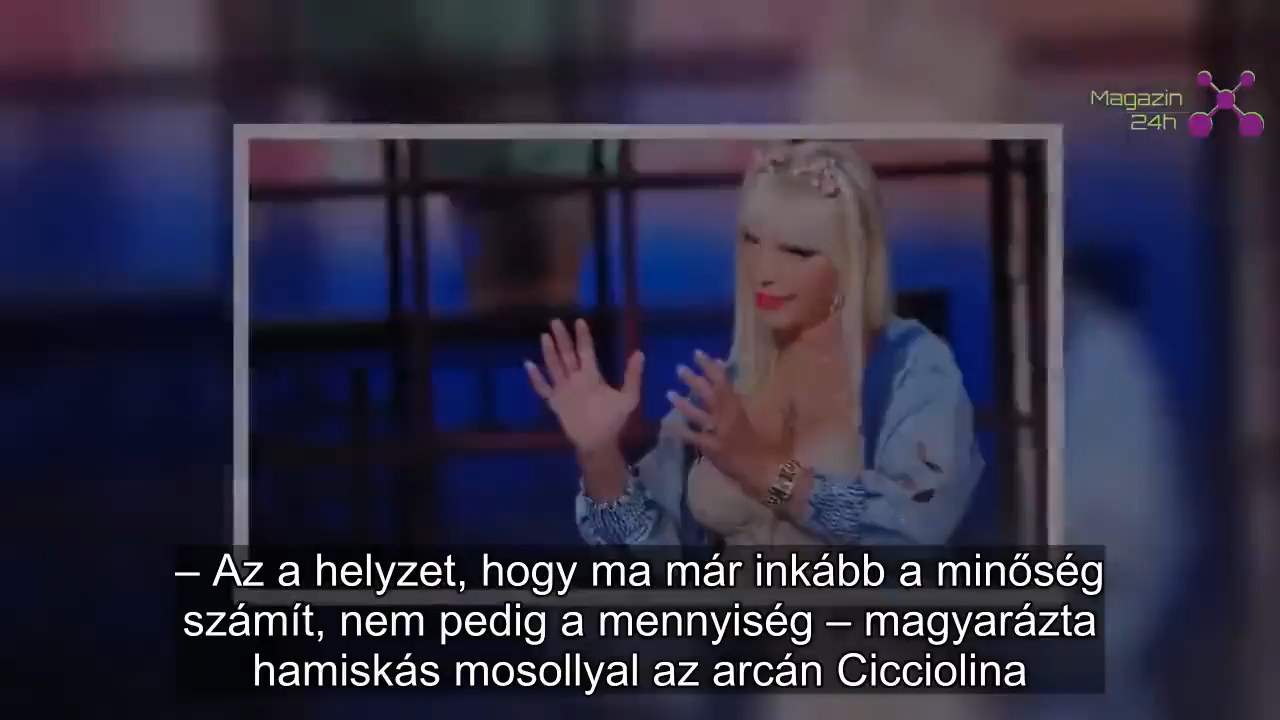 Magazin
24h
– Az a helyzet, hogy ma már inkább a minőség
számít, nem pedig a mennyiség – magyarázta
hamiskás mosollyal az arcán Cicciolina